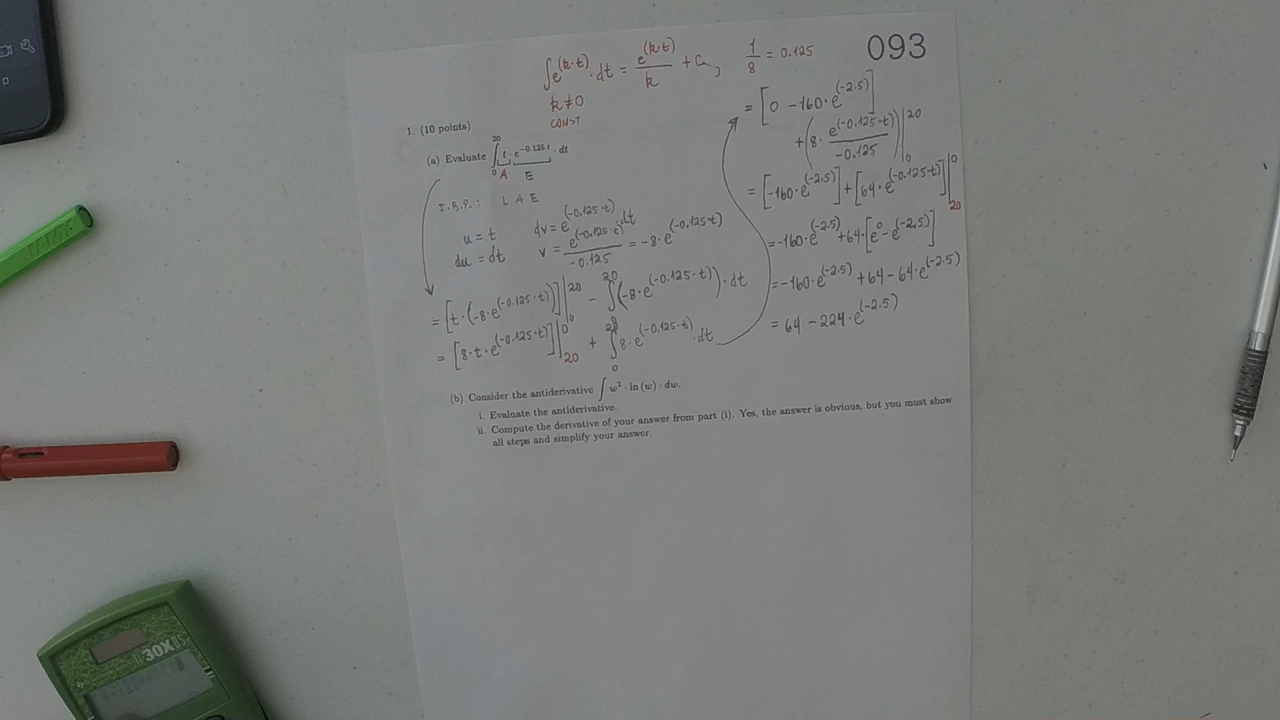 093
∫e^(k·t)·dt = e^(k·t)/k + C, 1/8 = 0.125
k≠0
CONST
1. (10 points)
(a) Evaluate ∫₀²⁰ t · e^(−0.125t) · dt
A E
I.B.P.: L A E
u = t dv = e^(-0.125·t)·dt
du = dt v = e^(-0.125·t)/-0.125 = -8·e^(-0.125·t)
= [t·(-8·e^(-0.125·t))]|₀²⁰ - ∫₀²⁰(-8·e^(-0.125·t))·dt
= [8·t·e^(-0.125·t)]|₂₀⁰ + ∫₀²⁰ 8·e^(-0.125·t)·dt
= [0 - 160·e^(-2.5)]
+ (8· e^(-0.125·t)/-0.125)|₀²⁰
= [-160·e^(-2.5)] + [64·e^(-0.125·t)]|₂₀⁰
= -160·e^(-2.5) + 64·[e⁰ - e^(-2.5)]
= -160·e^(-2.5) + 64 - 64·e^(-2.5)
= 64 - 224·e^(-2.5)
(b) Consider the antiderivative ∫ w² · ln (w) · dw.
i. Evaluate the antiderivative.
ii. Compute the derivative of your answer from part (i). Yes, the answer is obvious, but you must show
all steps and simplify your answer.
30X